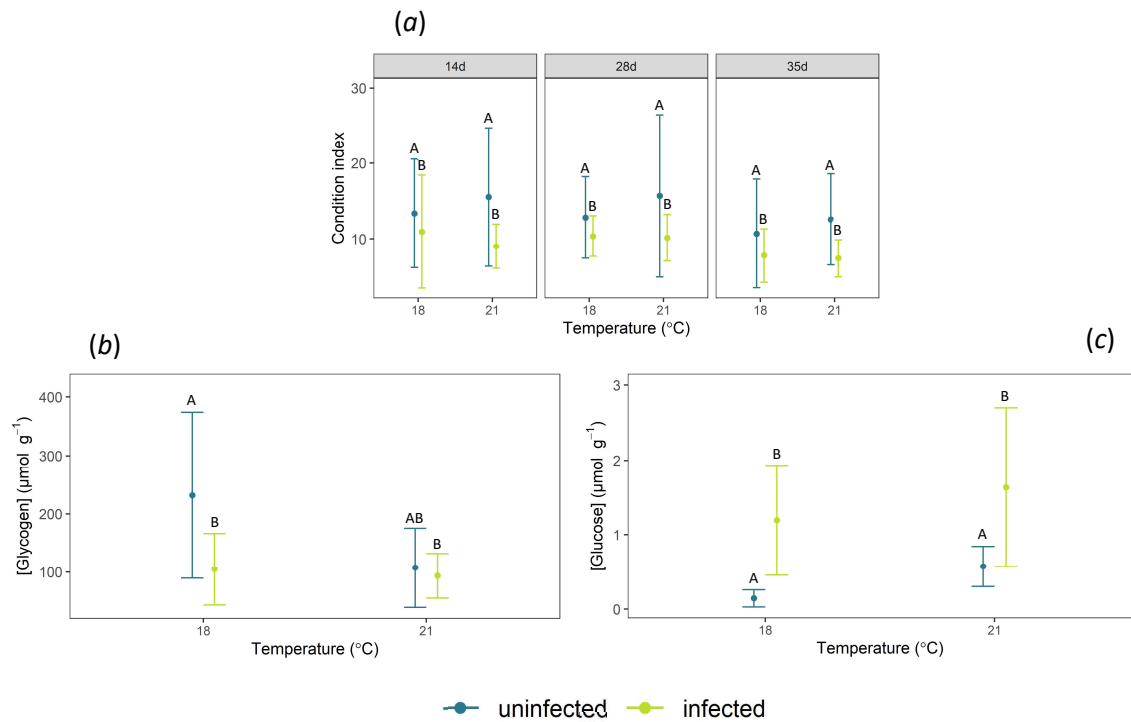 (a)
14d 28d 35d
30
20
10
Condition index
A B A B
A B A B
A B A B
18 21 18 21 18 21
Temperature (°C)
(b)
400
300
200
100
[Glycogen] (µmol g⁻¹)
A B AB B
18 21
Temperature (°C)
(c)
3
2
1
0
[Glucose] (µmol g⁻¹)
A B A B
18 21
Temperature (°C)
uninfected infected